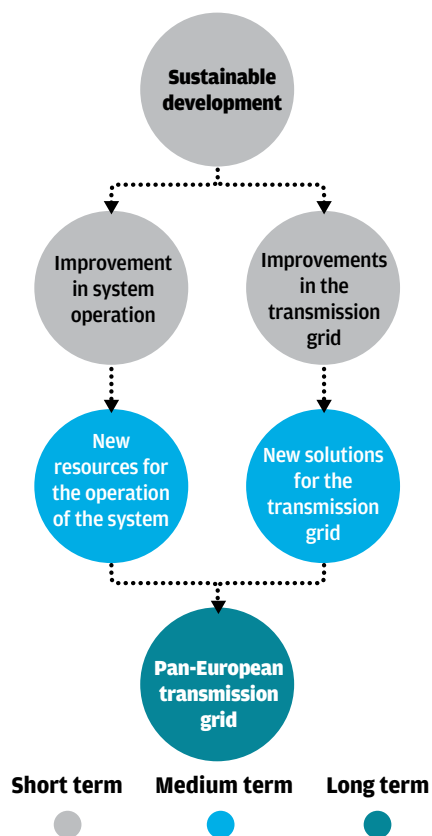 Sustainable
development
Improvement
in system
operation
Improvements
in the
transmission
grid
New
resources for
the operation
of the system
New solutions
for the
transmission
grid
Pan-European
transmission
grid
Short term
Medium term
Long term